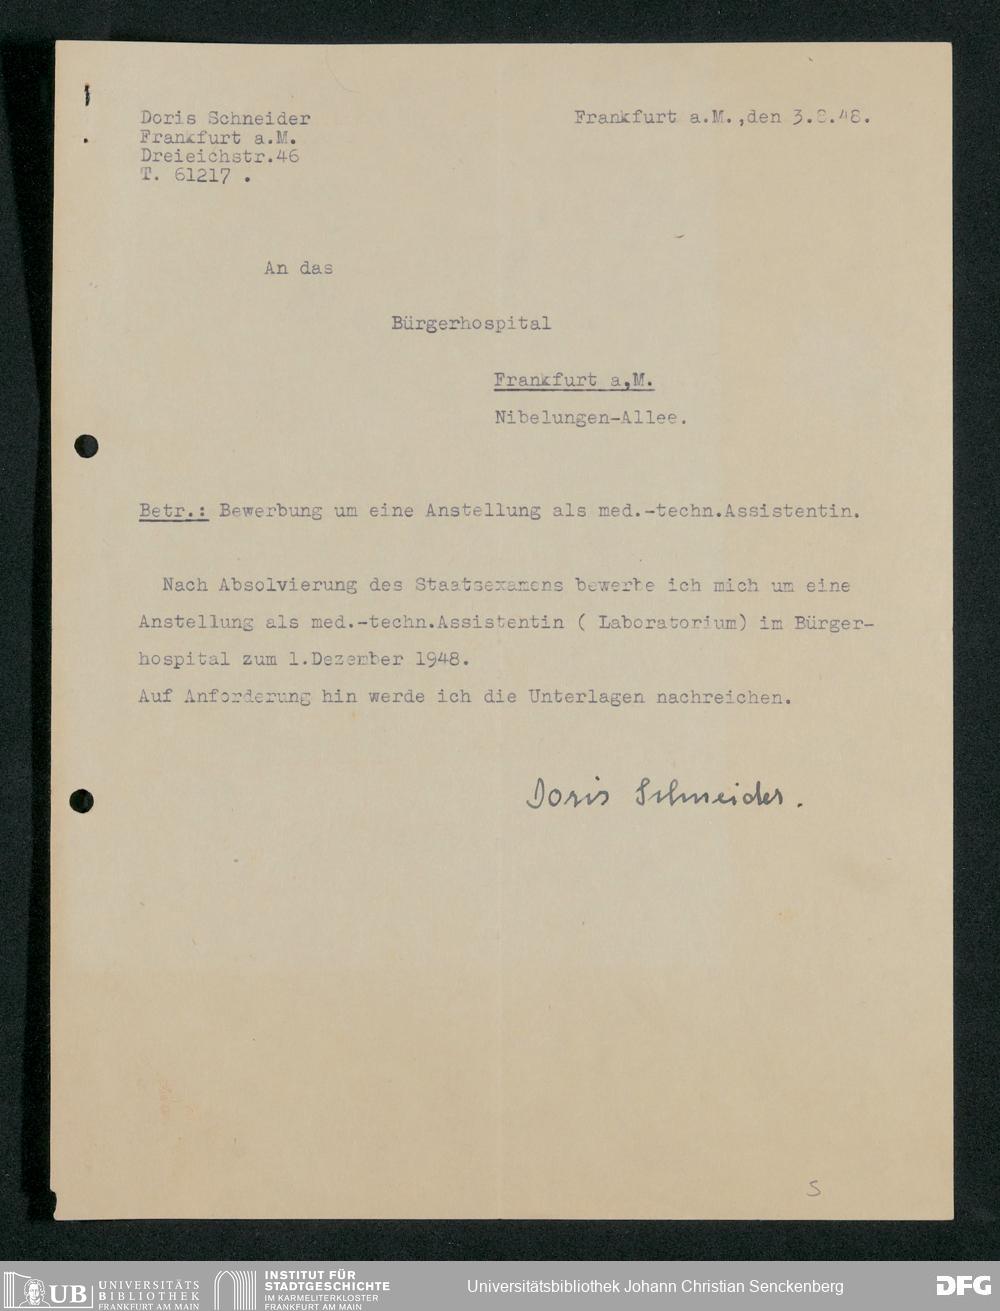 Doris Schneider
Frankfurt a.M., den 3.8.48.
Frankfurt a.M.
Dreieichstr.46
T. 61217 .
An das
Bürgerhospital
Frankfurt a,M.
Nibelungen-Allee.
Betr.: Bewerbung um eine Anstellung als med.-techn.Assistentin.
Nach Absolvierung des Staatsexamens bewerbe ich mich um eine
Anstellung als med.-techn.Assistentin ( Laboratorium) im Bürger-
hospital zum 1.Dezember 1948.
Auf Anforderung hin werde ich die Unterlagen nachreichen.
Doris Schneider.
S
UB UNIVERSITÄTS
BIBLIOTHEK
FRANKFURT AM MAIN
INSTITUT FÜR
STADTGESCHICHTE
IM KARMELITERKLOSTER
FRANKFURT AM MAIN
Universitätsbibliothek Johann Christian Senckenberg
DFG